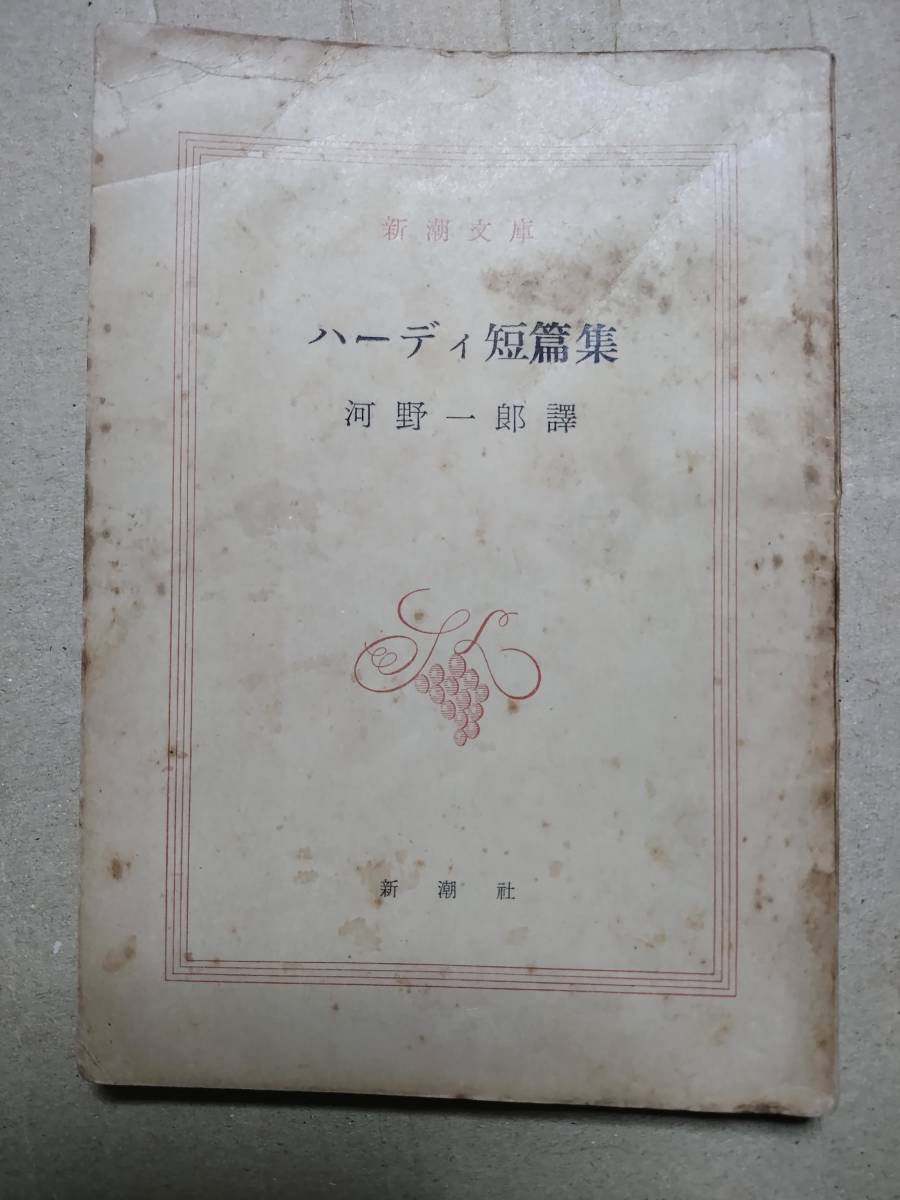 新潮文庫
ハーディ短篇集
河野一郎譯
新潮社